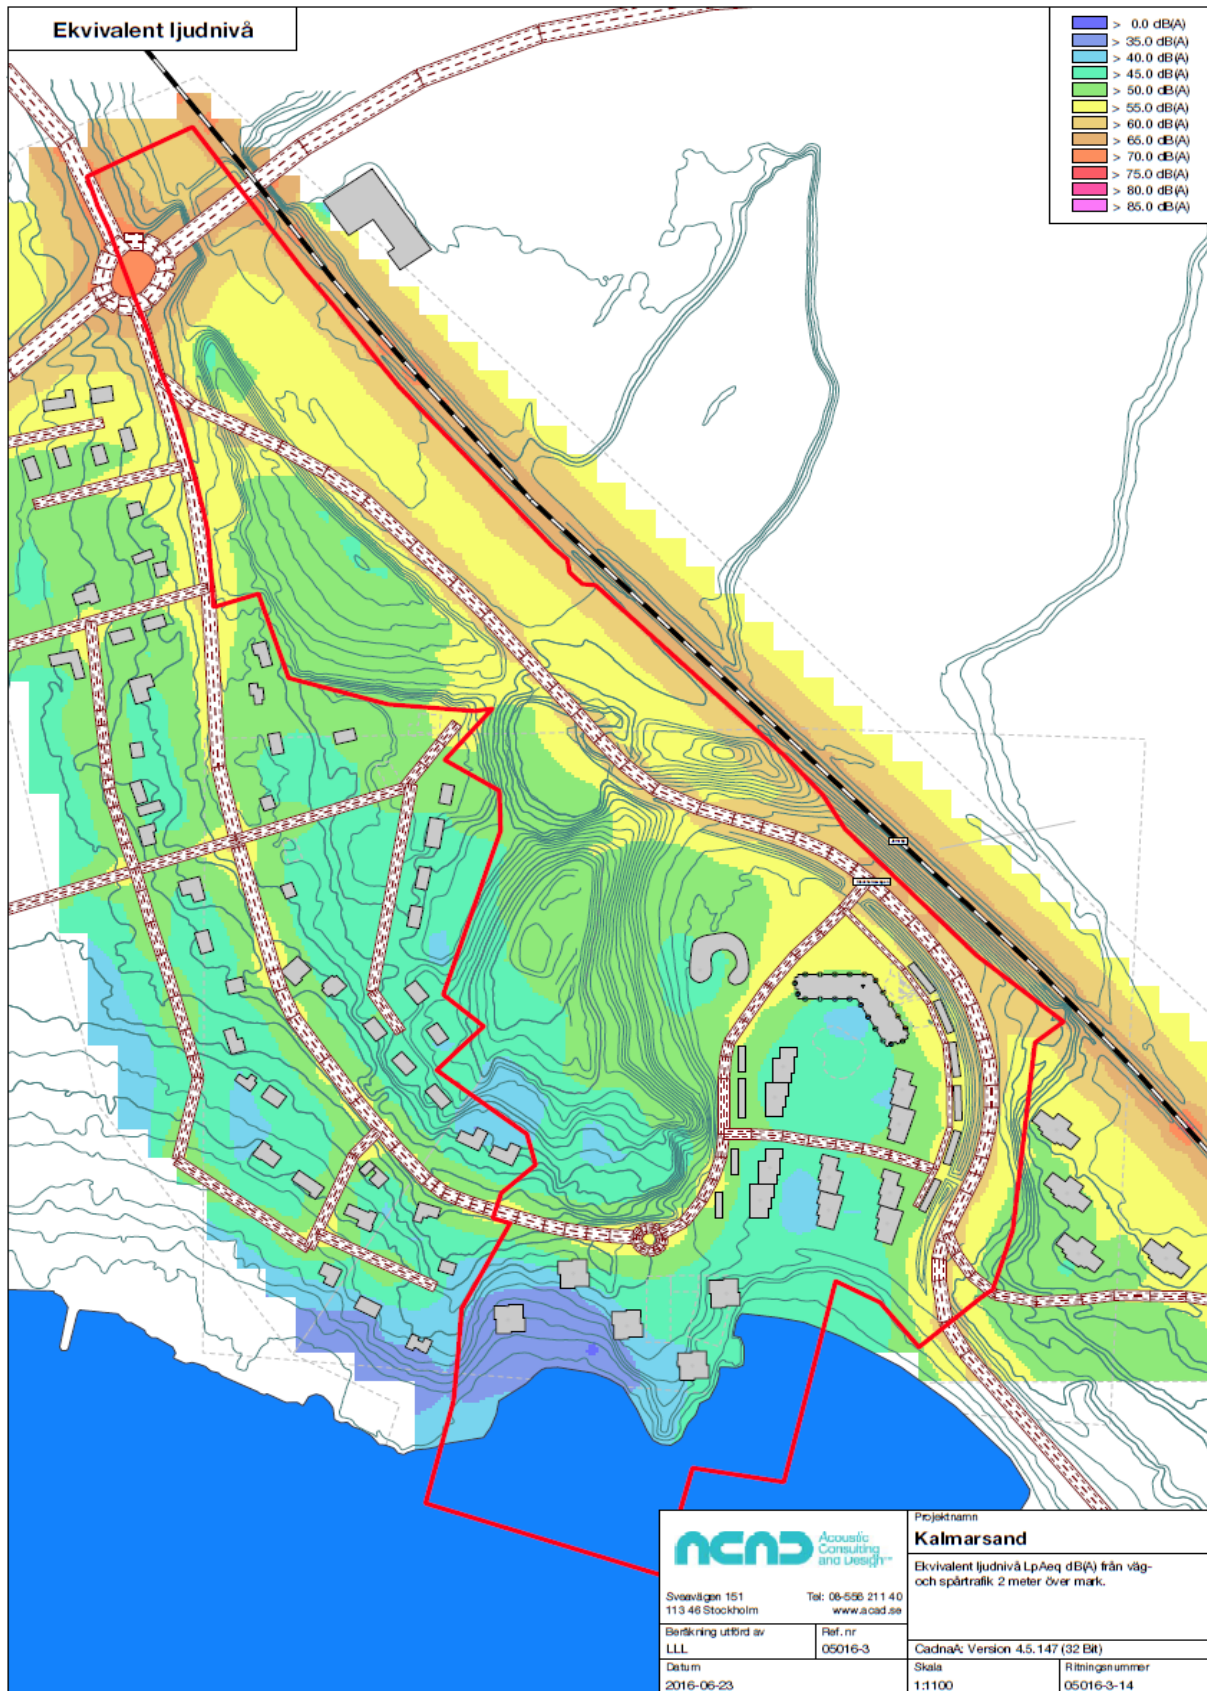 Ekvivalent ljudnivå
> 0.0 dB(A)
> 35.0 dB(A)
> 40.0 dB(A)
> 45.0 dB(A)
> 50.0 dB(A)
> 55.0 dB(A)
> 60.0 dB(A)
> 65.0 dB(A)
> 70.0 dB(A)
> 75.0 dB(A)
> 80.0 dB(A)
> 85.0 dB(A)
ACAD
Acoustic
Consulting
and Design™
Sveavägen 151
113 46 Stockholm
Tel: 08-556 211 40
www.acad.se
Beräkning utförd av
LLL
Ref. nr
05016-3
Datum
2016-06-23
Projektnamn
Kalmarsand
Ekvivalent ljudnivå LpAeq dB(A) från väg-
och spårtrafik 2 meter över mark.
CadnaA: Version 4.5.147 (32 Bit)
Skala
1:1100
Ritningsnummer
05016-3-14